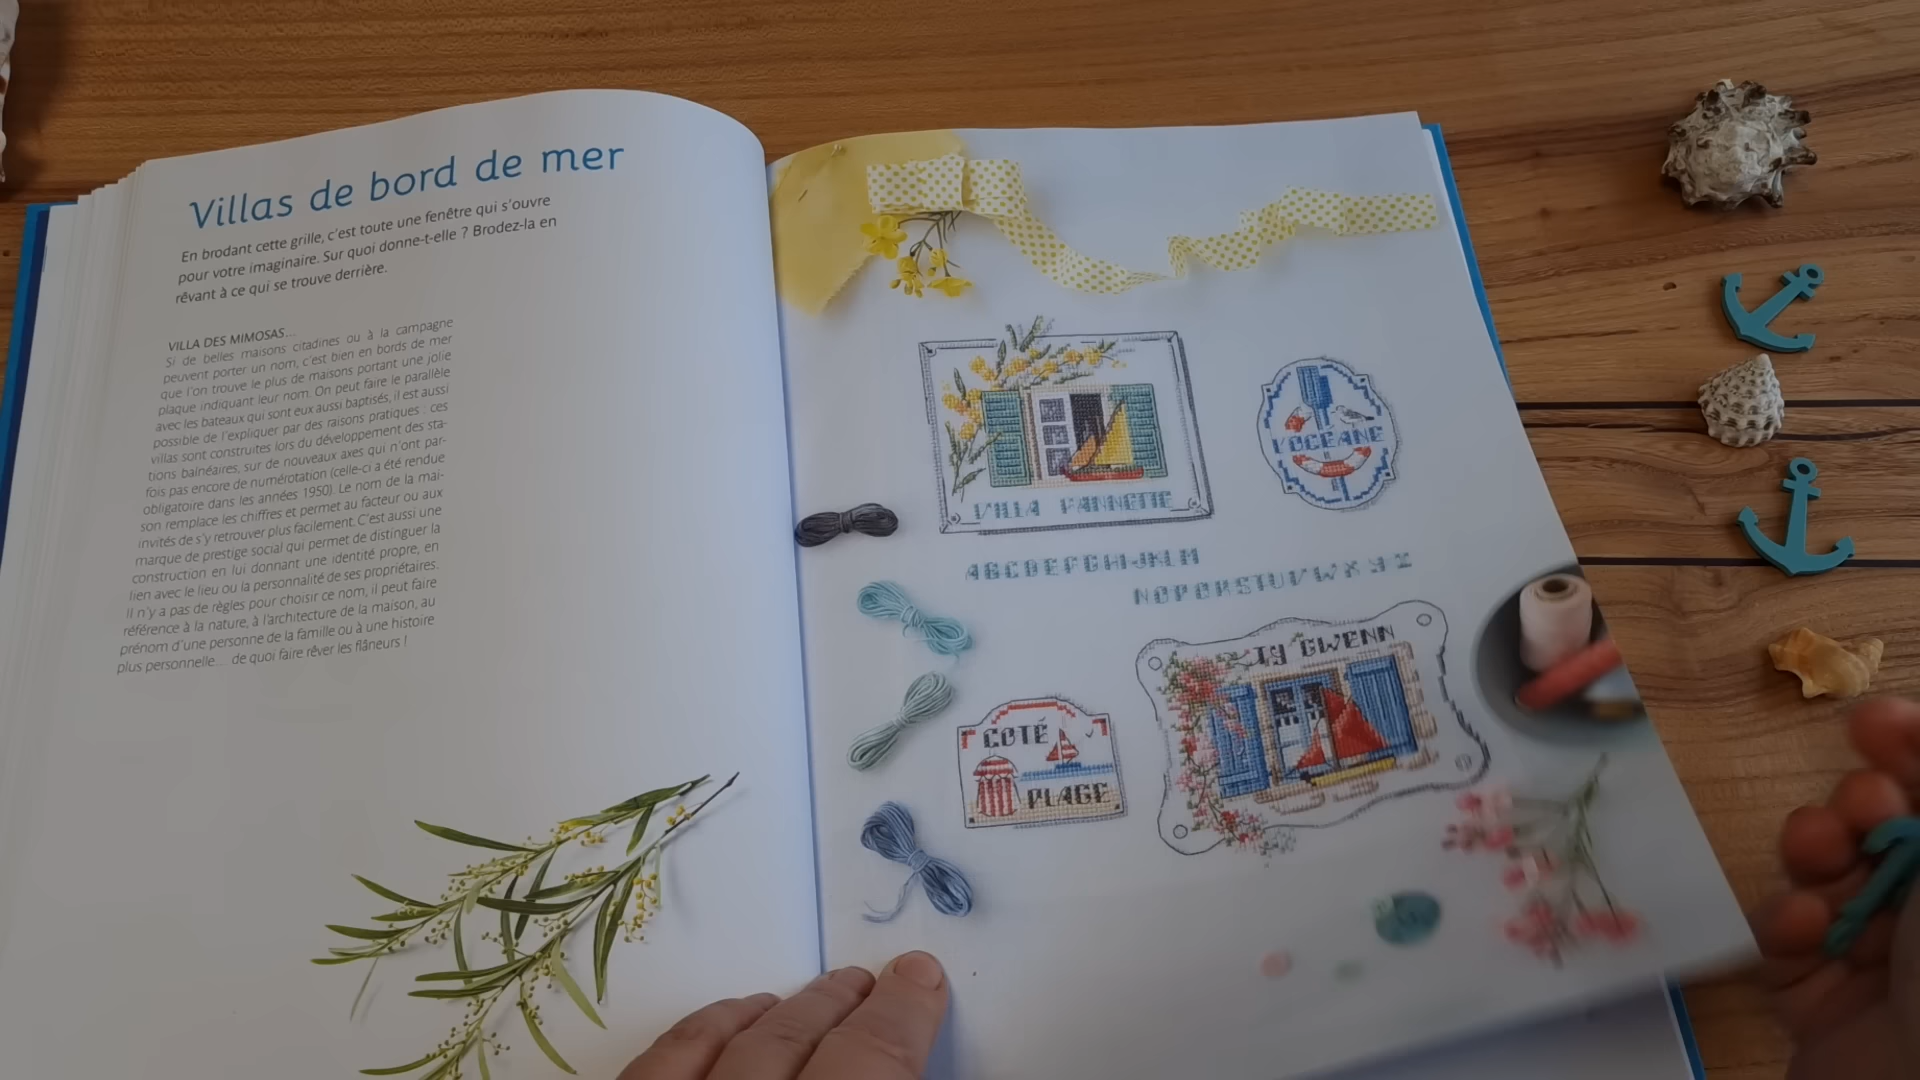 Villas de bord de mer
En brodant cette grille, c'est toute une fenêtre qui s'ouvre
pour votre imaginaire. Sur quoi donne-t-elle ? Brodez-la en
rêvant à ce qui se trouve derrière.
VILLA DES MIMOSAS...
Si de belles maisons citadines ou à la campagne
peuvent porter un nom, c'est bien en bords de mer
que l'on trouve le plus de maisons portant une jolie
plaque indiquant leur nom. On peut faire le parallèle
avec les bateaux qui sont eux aussi baptisés, il est aussi
possible de l'expliquer par des raisons pratiques : ces
villas sont construites lors du développement des sta-
tions balnéaires, sur de nouveaux axes qui n'ont par-
fois pas encore de numérotation (celle-ci a été rendue
obligatoire dans les années 1950). Le nom de la mai-
son remplace les chiffres et permet au facteur ou aux
invités de s'y retrouver plus facilement. C'est aussi une
marque de prestige social qui permet de distinguer la
construction en lui donnant une identité propre, en
lien avec le lieu ou la personnalité de ses propriétaires.
Il n'y a pas de règles pour choisir ce nom, il peut faire
référence à la nature, à l'architecture de la maison, au
prénom d'une personne de la famille ou à une histoire
plus personnelle... de quoi faire rêver les flâneurs !
VILLA FANNETTE
L'OCÉANE
ABCDEFGHIJKLM
NOPQRSTUVWXYZ
TY GWENN
COTÉ
PLAGE